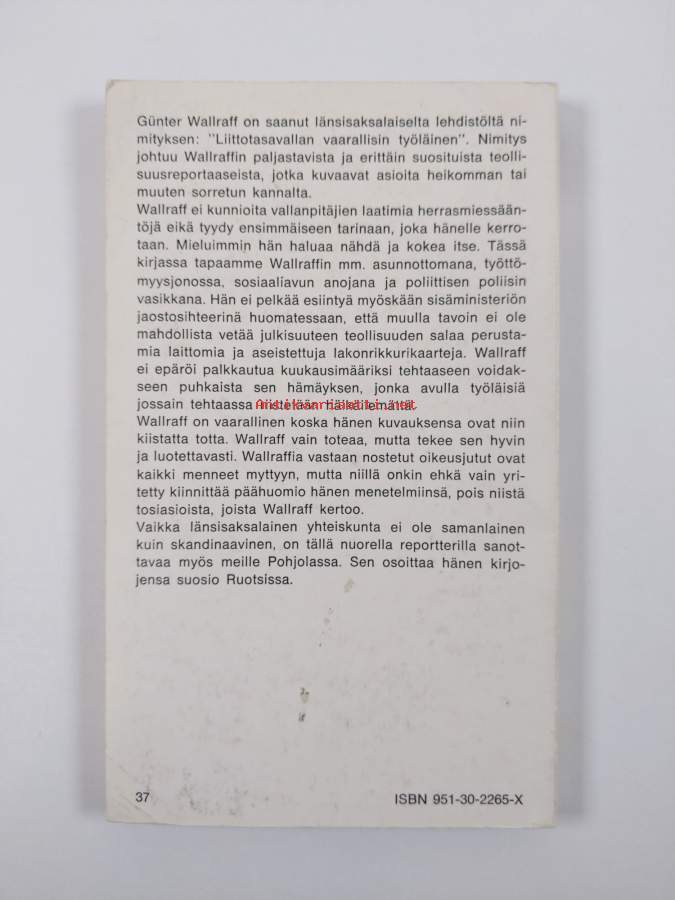 Günter Wallraff on saanut länsisaksalaiselta lehdistöltä ni-
mityksen: ''Liittotasavallan vaarallisin työläinen''. Nimitys
johtuu Wallraffin paljastavista ja erittäin suosituista teolli-
suusreportaaseista, jotka kuvaavat asioita heikomman tai
muuten sorretun kannalta.
Wallraff ei kunnioita vallanpitäjien laatimia herrasmiessään-
töjä eikä tyydy ensimmäiseen tarinaan, joka hänelle kerro-
taan. Mieluimmin hän haluaa nähdä ja kokea itse. Tässä
kirjassa tapaamme Wallraffin mm. asunnottomana, työttö-
myysjonossa, sosiaaliavun anojana ja poliittisen poliisin
vasikkana. Hän ei pelkää esiintyä myöskään sisäministeriön
jaostosihteerinä huomatessaan, että muulla tavoin ei ole
mahdollista vetää julkisuuteen teollisuuden salaa perusta-
mia laittomia ja aseistettuja lakonrikkurikaarteja. Wallraff
ei epäröi palkkautua kuukausimääriksi tehtaaseen voidak-
seen puhkaista sen hämäyksen, jonka avulla työläisiä
jossain tehtaassa riistetään häikäilemättä.
Wallraff on vaarallinen koska hänen kuvauksensa ovat niin
kiistatta totta. Wallraff vain toteaa, mutta tekee sen hyvin
ja luotettavasti. Wallraffia vastaan nostetut oikeusjutut ovat
kaikki menneet myttyyn, mutta niillä onkin ehkä vain yri-
tetty kiinnittää päähuomio hänen menetelmiinsä, pois niistä
tosiasioista, joista Wallraff kertoo.
Vaikka länsisaksalainen yhteiskunta ei ole samanlainen
kuin skandinaavinen, on tällä nuorella reportterilla sanot-
tavaa myös meille Pohjolassa. Sen osoittaa hänen kirjo-
jensa suosio Ruotsissa.
37
ISBN 951-30-2265-X